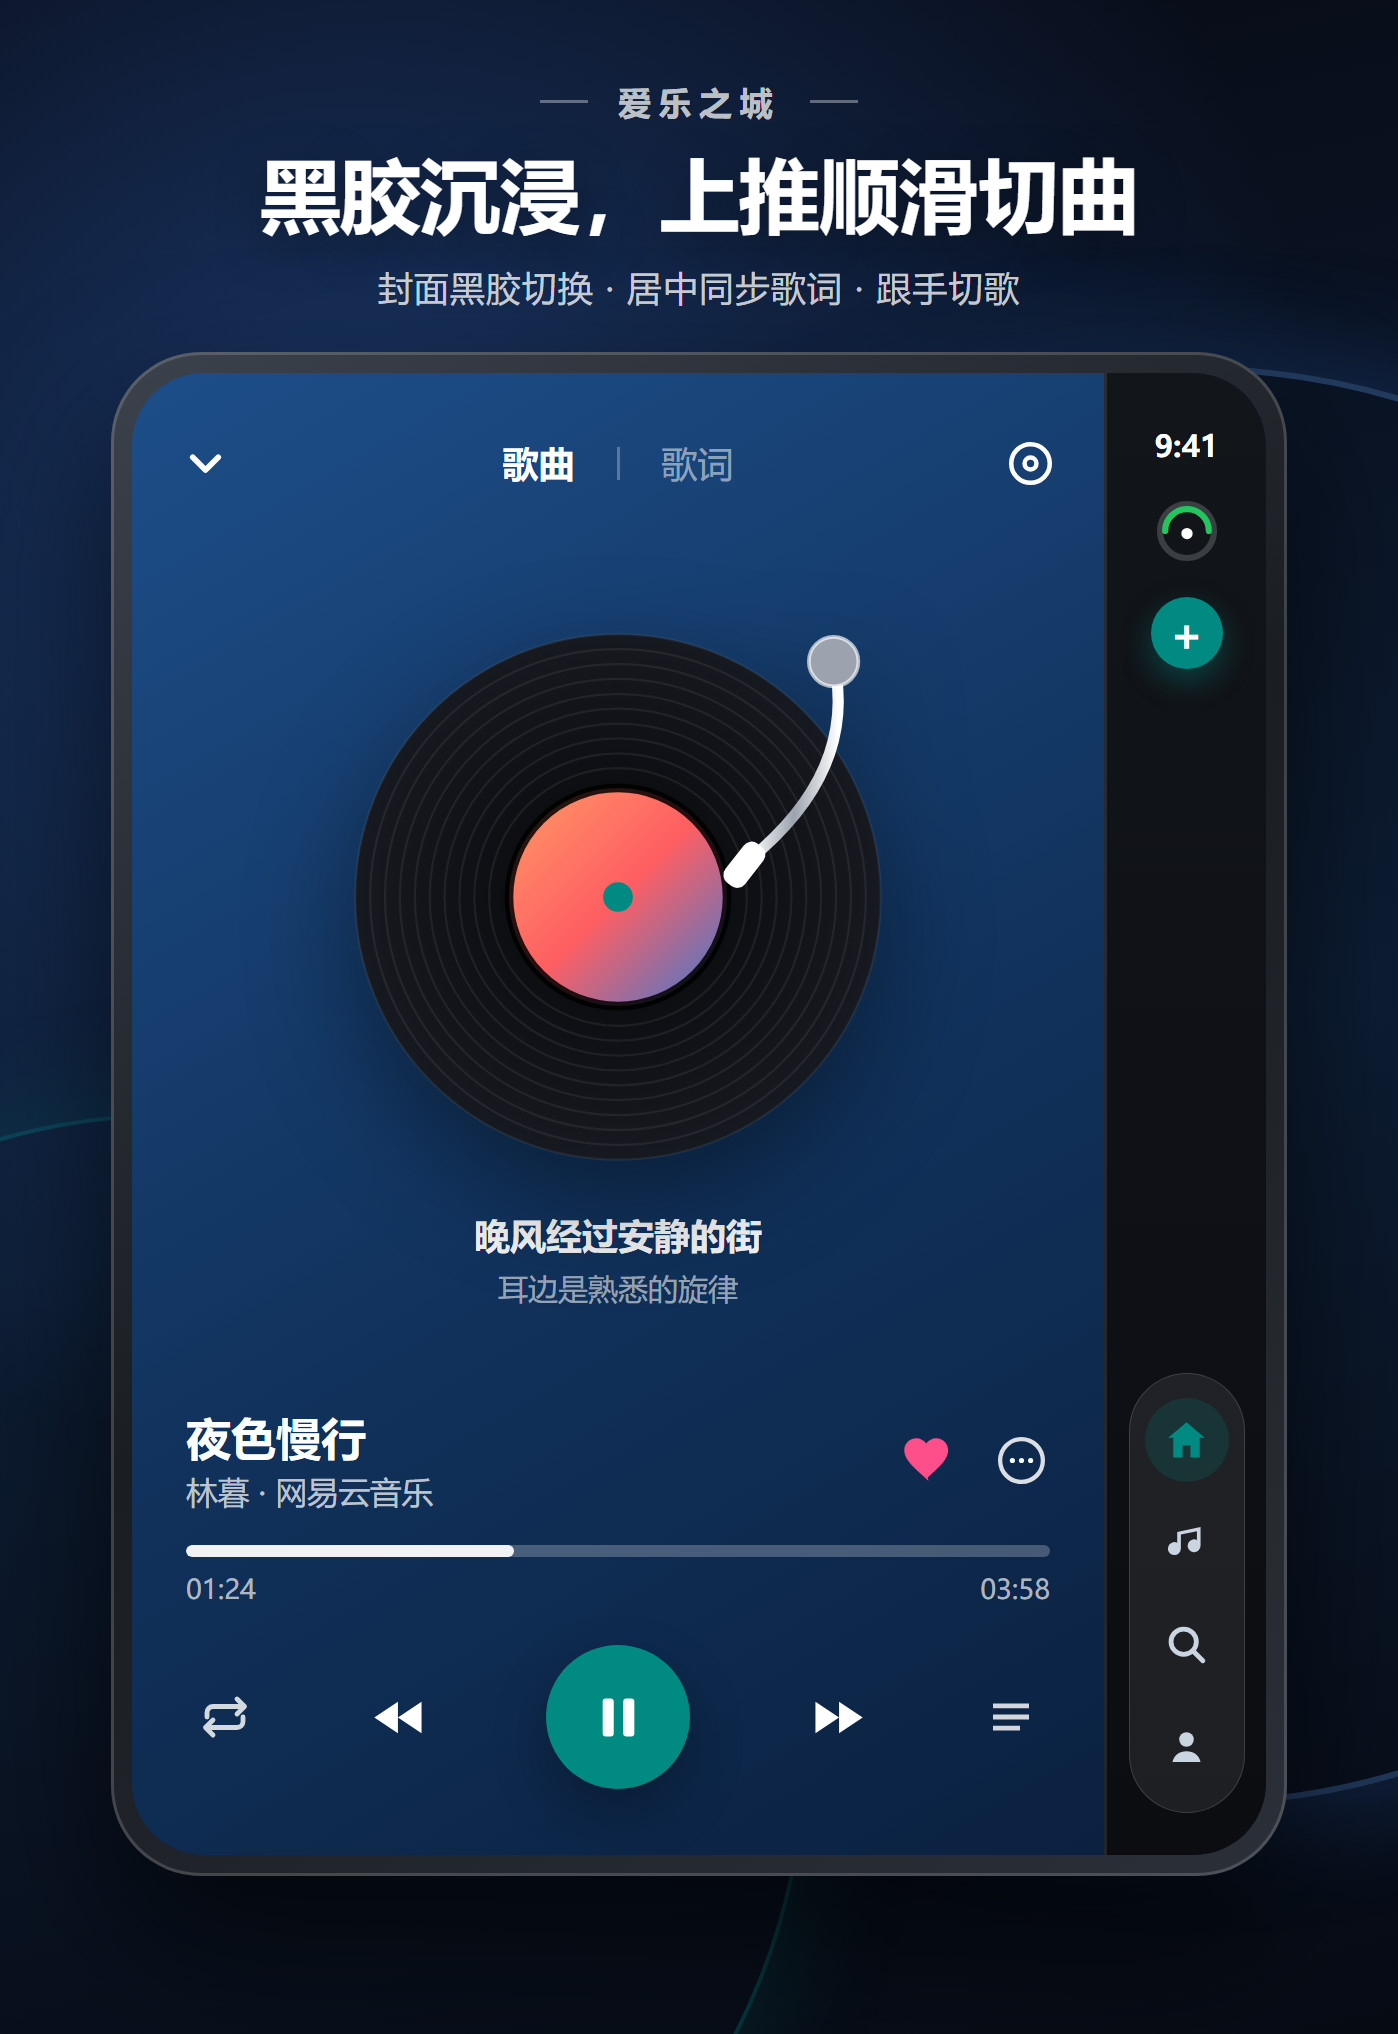 爱乐之城
黑胶沉浸，上推顺滑切曲
封面黑胶切换 · 居中同步歌词 · 跟手切歌
歌曲 | 歌词
9:41
晚风经过安静的街
耳边是熟悉的旋律
夜色慢行
林暮 · 网易云音乐
01:24
03:58